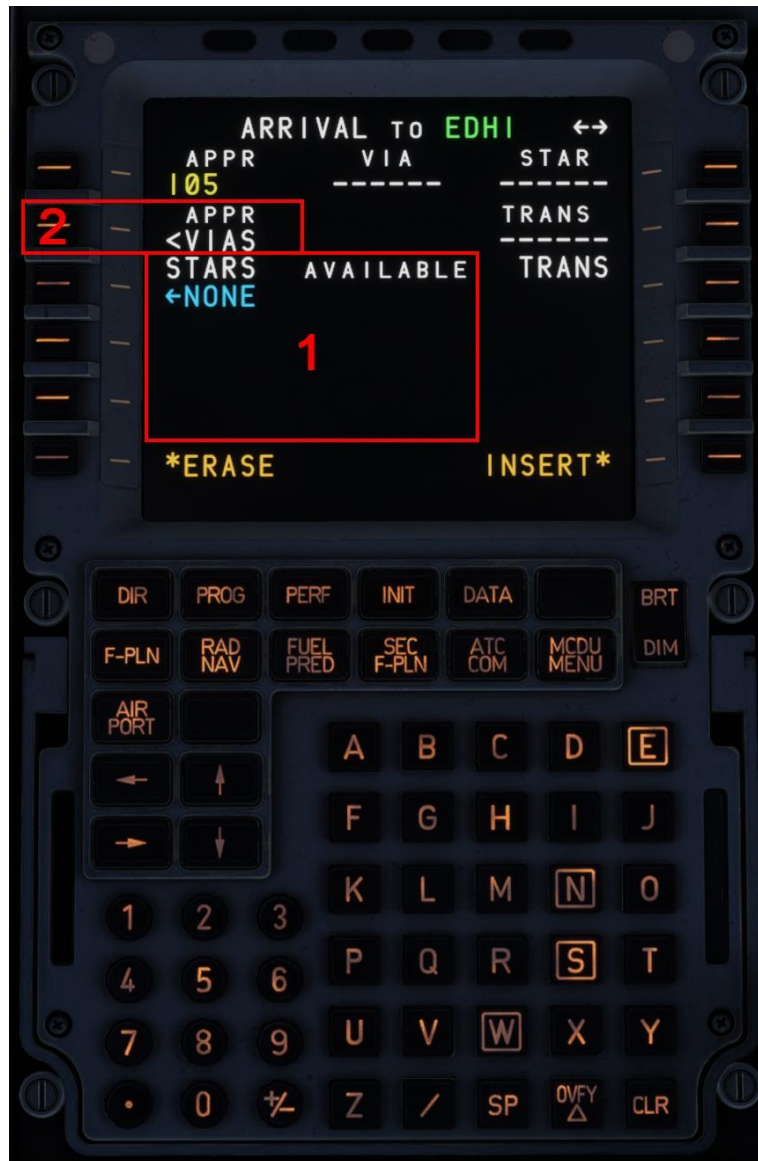 ARRIVAL TO EDHI ←→
APPR VIA STAR
I05 ------ ------
2 APPR TRANS
<VIAS ------
STARS AVAILABLE TRANS
←NONE
1
*ERASE INSERT*
DIR PROG PERF INIT DATA BRT
F-PLN RAD NAV FUEL PRED SEC F-PLN ATC COM MCDU MENU DIM
AIR PORT
A B C D E
← ↑
F G H I J
→ ↓
K L M N O
1 2 3
P Q R S T
4 5 6
U V W X Y
7 8 9
Z / SP OVFY △ CLR
. 0 +/-